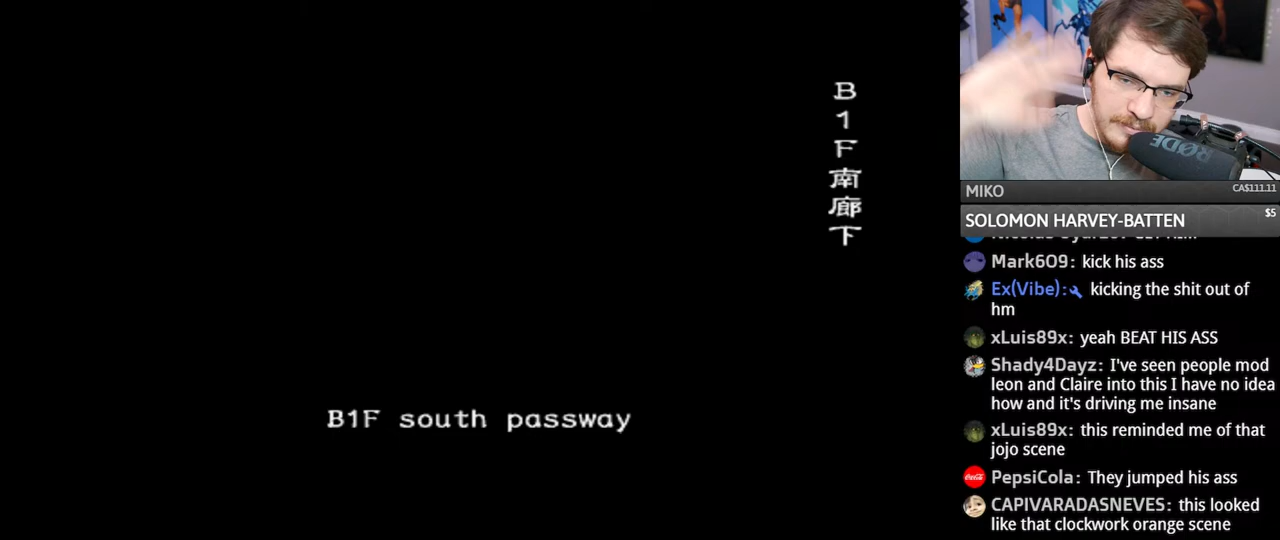 B1F南廊下
B1F south passway
RØDE
MIKO
CA$111.11
SOLOMON HARVEY-BATTEN
$5
Mark609: kick his ass
Ex(Vibe): kicking the shit out of
hm
xLuis89x: yeah BEAT HIS ASS
Shady4Dayz: I've seen people mod
leon and Claire into this I have no idea
how and it's driving me insane
xLuis89x: this reminded me of that
jojo scene
PepsiCola: They jumped his ass
CAPIVARADASNEVES: this looked
like that clockwork orange scene